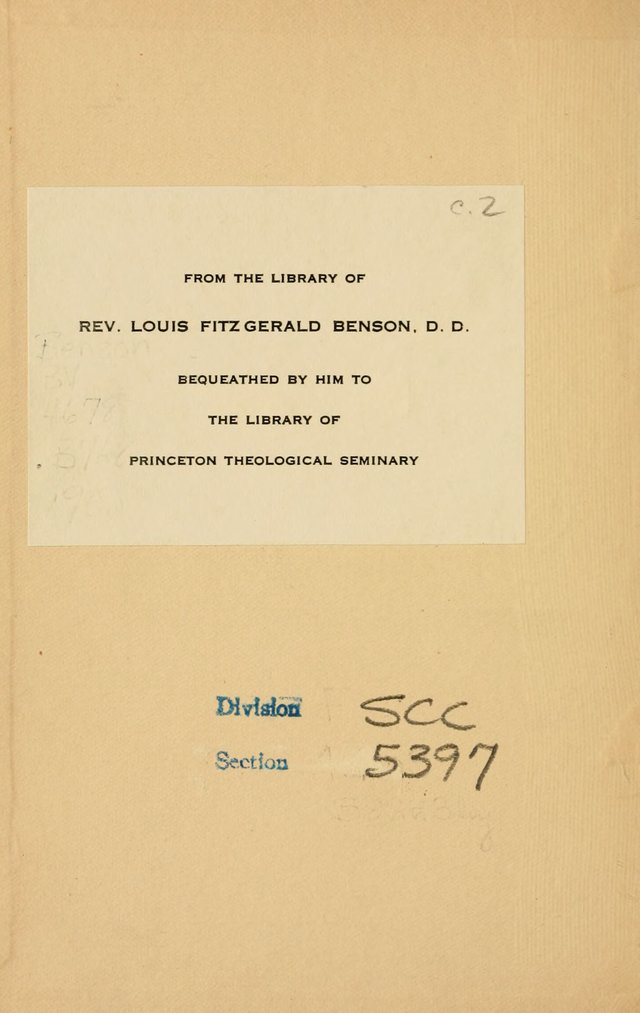 c.2
FROM THE LIBRARY OF
REV. LOUIS FITZGERALD BENSON, D. D.
BEQUEATHED BY HIM TO
THE LIBRARY OF
PRINCETON THEOLOGICAL SEMINARY
Division SCC
Section 5397